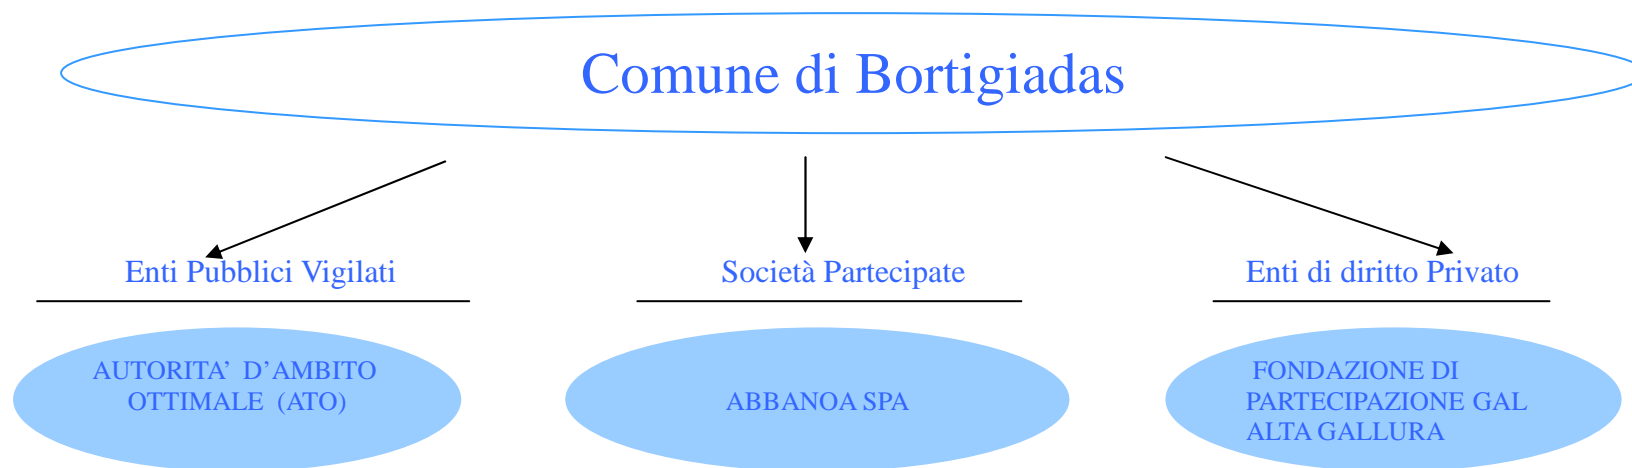 Comune di Bortigiadas
Enti Pubblici Vigilati
Società Partecipate
Enti di diritto Privato
AUTORITA’ D’AMBITO
OTTIMALE (ATO)
ABBANOA SPA
FONDAZIONE DI
PARTECIPAZIONE GAL
ALTA GALLURA